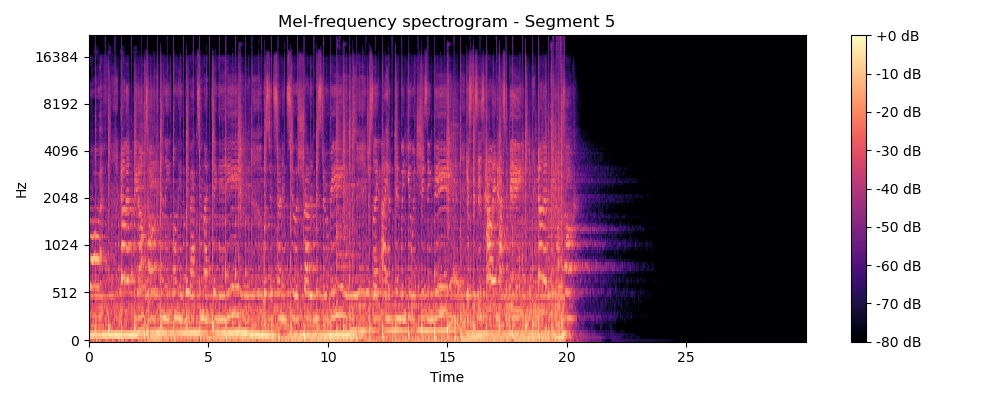 Mel-frequency spectrogram - Segment 5
16384
8192
4096
2048
1024
512
0
Hz
0 5 10 15 20 25
Time
+0 dB
-10 dB
-20 dB
-30 dB
-40 dB
-50 dB
-60 dB
-70 dB
-80 dB